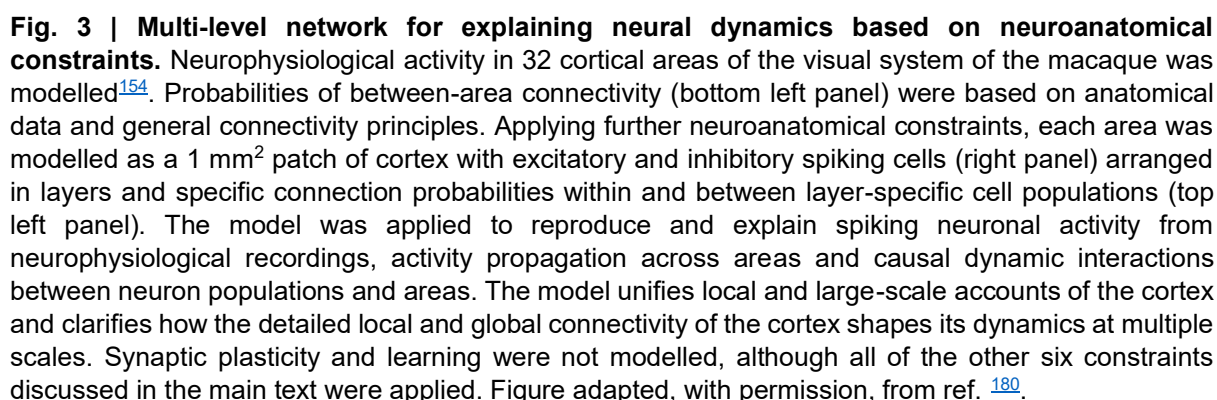 Fig. 3 | Multi-level network for explaining neural dynamics based on neuroanatomical
constraints. Neurophysiological activity in 32 cortical areas of the visual system of the macaque was
modelled154. Probabilities of between-area connectivity (bottom left panel) were based on anatomical
data and general connectivity principles. Applying further neuroanatomical constraints, each area was
modelled as a 1 mm2 patch of cortex with excitatory and inhibitory spiking cells (right panel) arranged
in layers and specific connection probabilities within and between layer-specific cell populations (top
left panel). The model was applied to reproduce and explain spiking neuronal activity from
neurophysiological recordings, activity propagation across areas and causal dynamic interactions
between neuron populations and areas. The model unifies local and large-scale accounts of the cortex
and clarifies how the detailed local and global connectivity of the cortex shapes its dynamics at multiple
scales. Synaptic plasticity and learning were not modelled, although all of the other six constraints
discussed in the main text were applied. Figure adapted, with permission, from ref. 180.